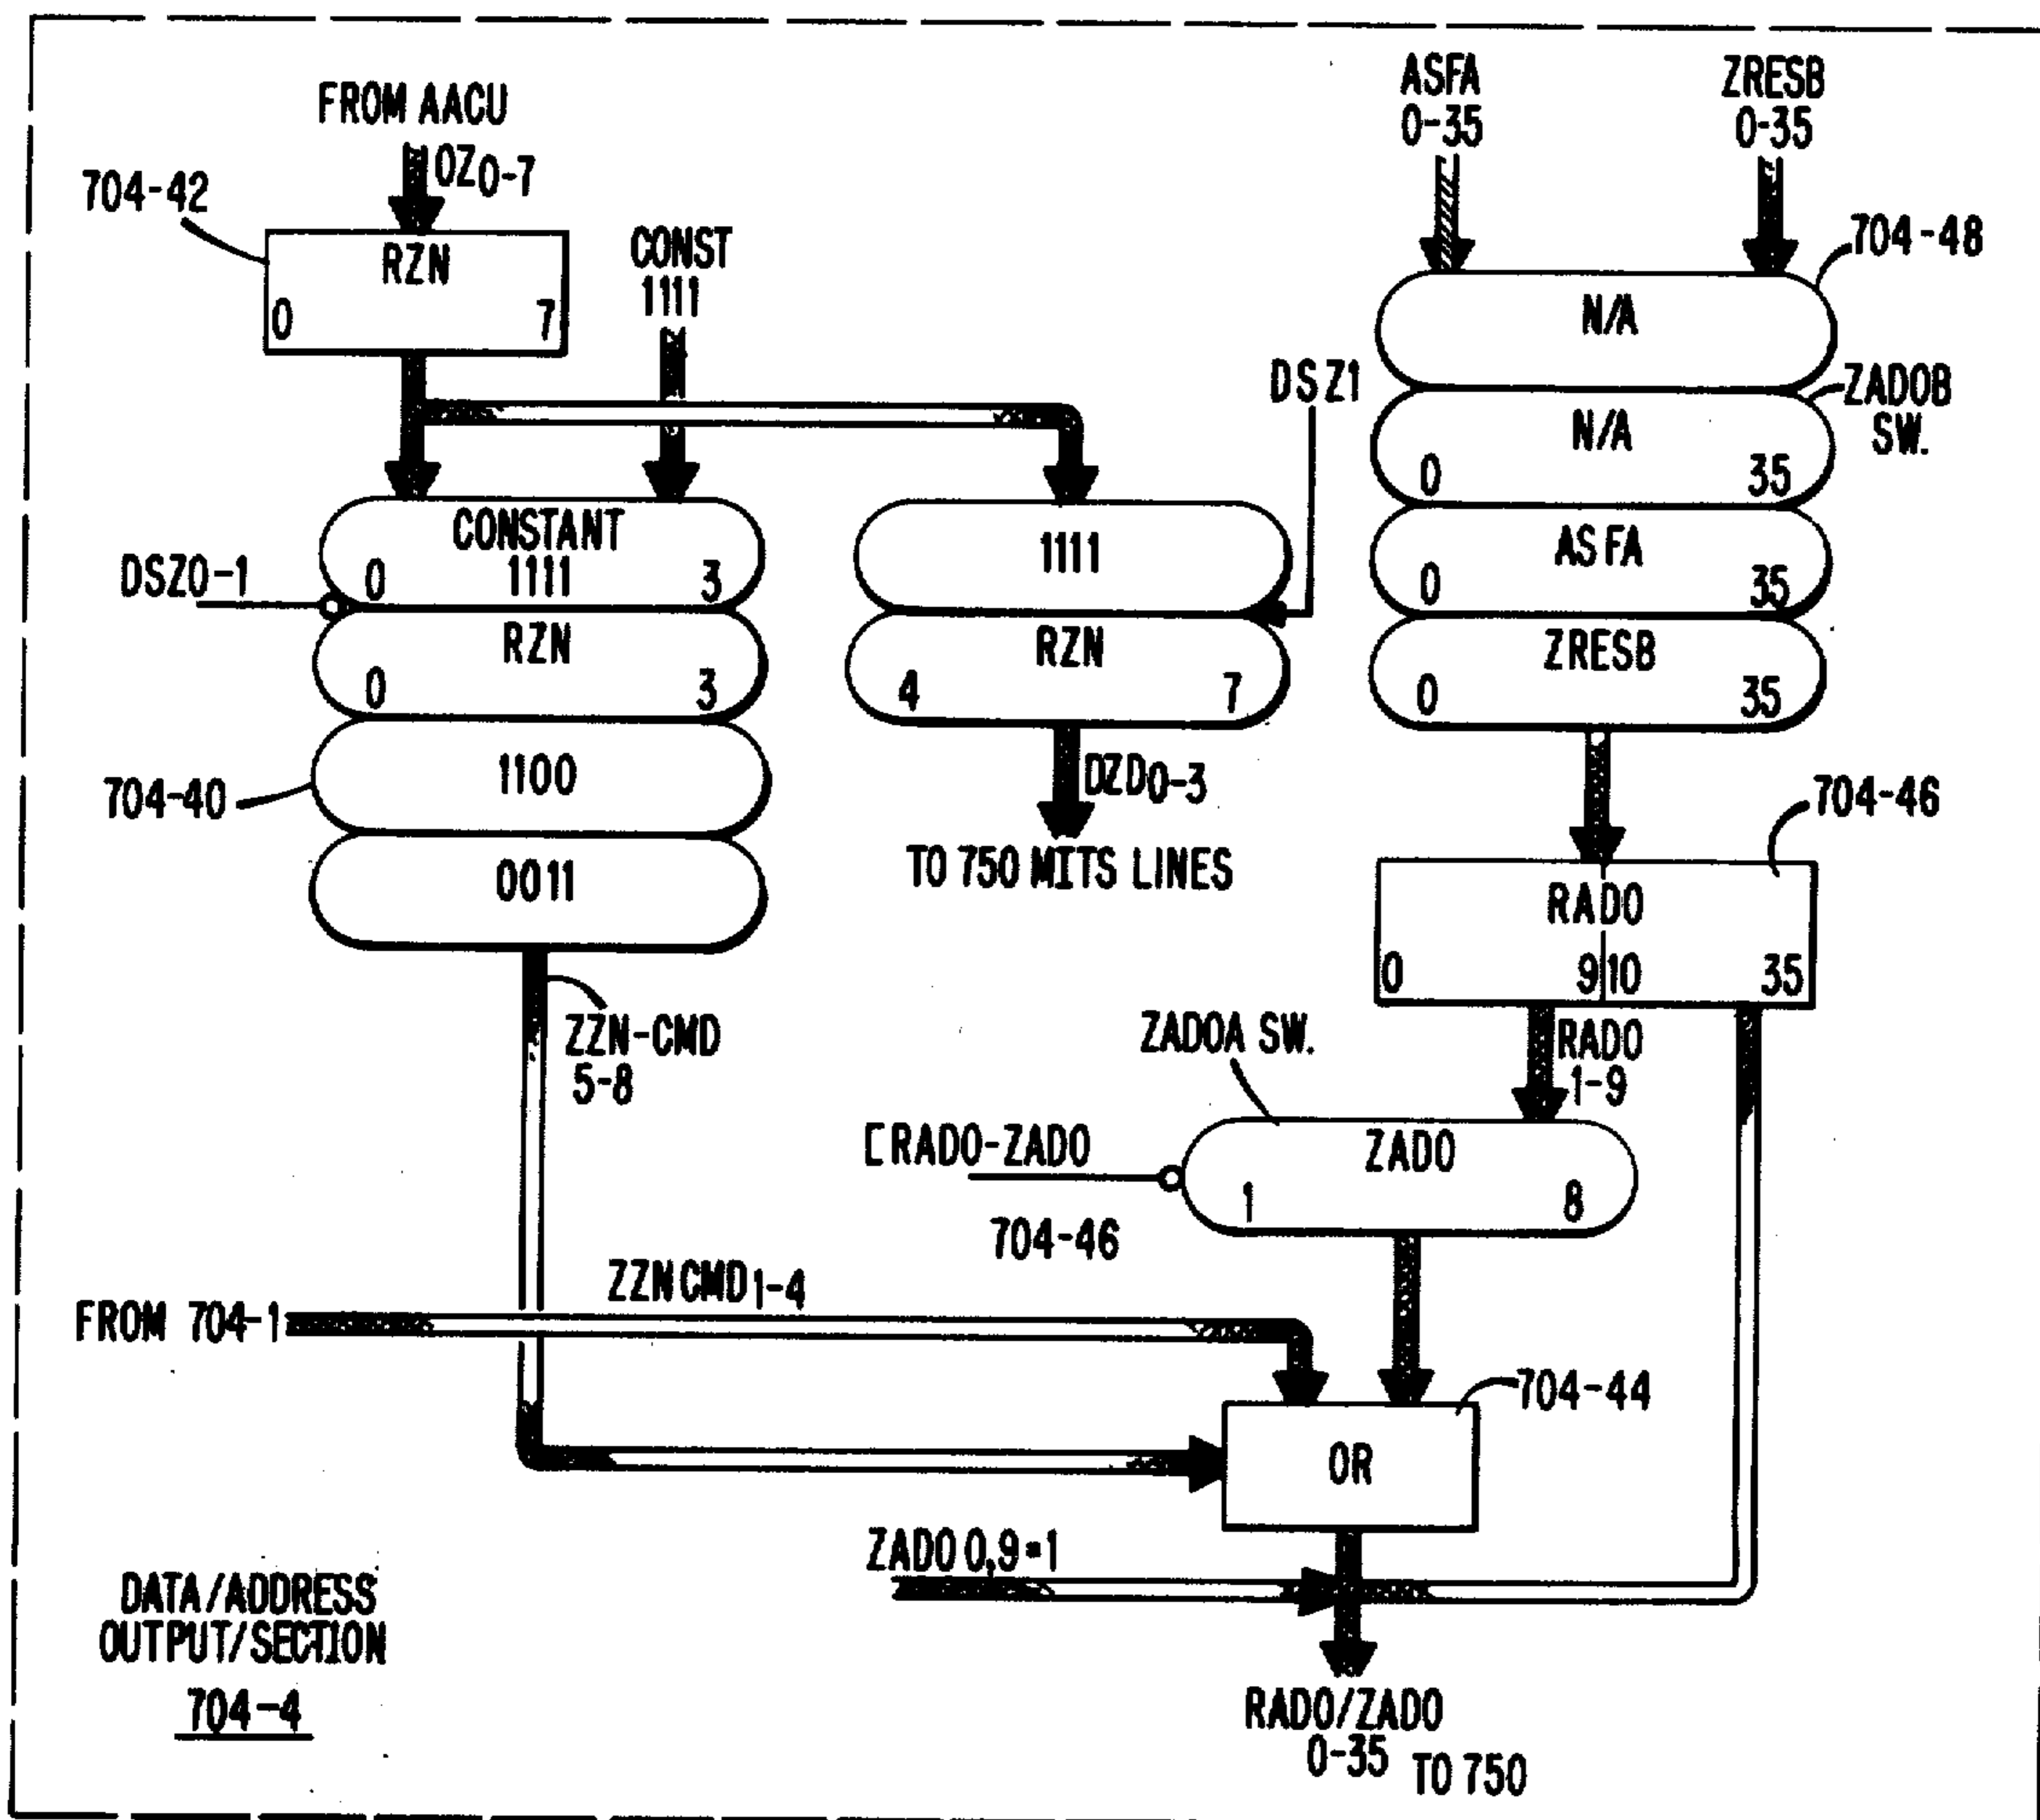 FROM AACU
OZ0-7
704-42
RZN
0 7
CONST
1111
CONSTANT
1111
0 3
DSZ0-1
RZN
0 3
1100
704-40
0011
ZZN-CMD
5-8
1111
DSZ1
RZN
4 7
DZD0-3
TO 750 MITS LINES
ASFA
0-35
ZRESB
0-35
704-48
N/A
ZADOB
SW.
N/A
0 35
ASFA
0 35
ZRESB
0 35
704-46
RADO
0 9 10 35
RADO
1-9
ZADOA SW.
[RADO-ZADO
ZADO
1 8
704-46
ZZNCMD1-4
FROM 704-1
704-44
OR
ZADO 0,9=1
RADO/ZADO
0-35 TO 750
DATA/ADDRESS
OUTPUT/SECTION
704-4